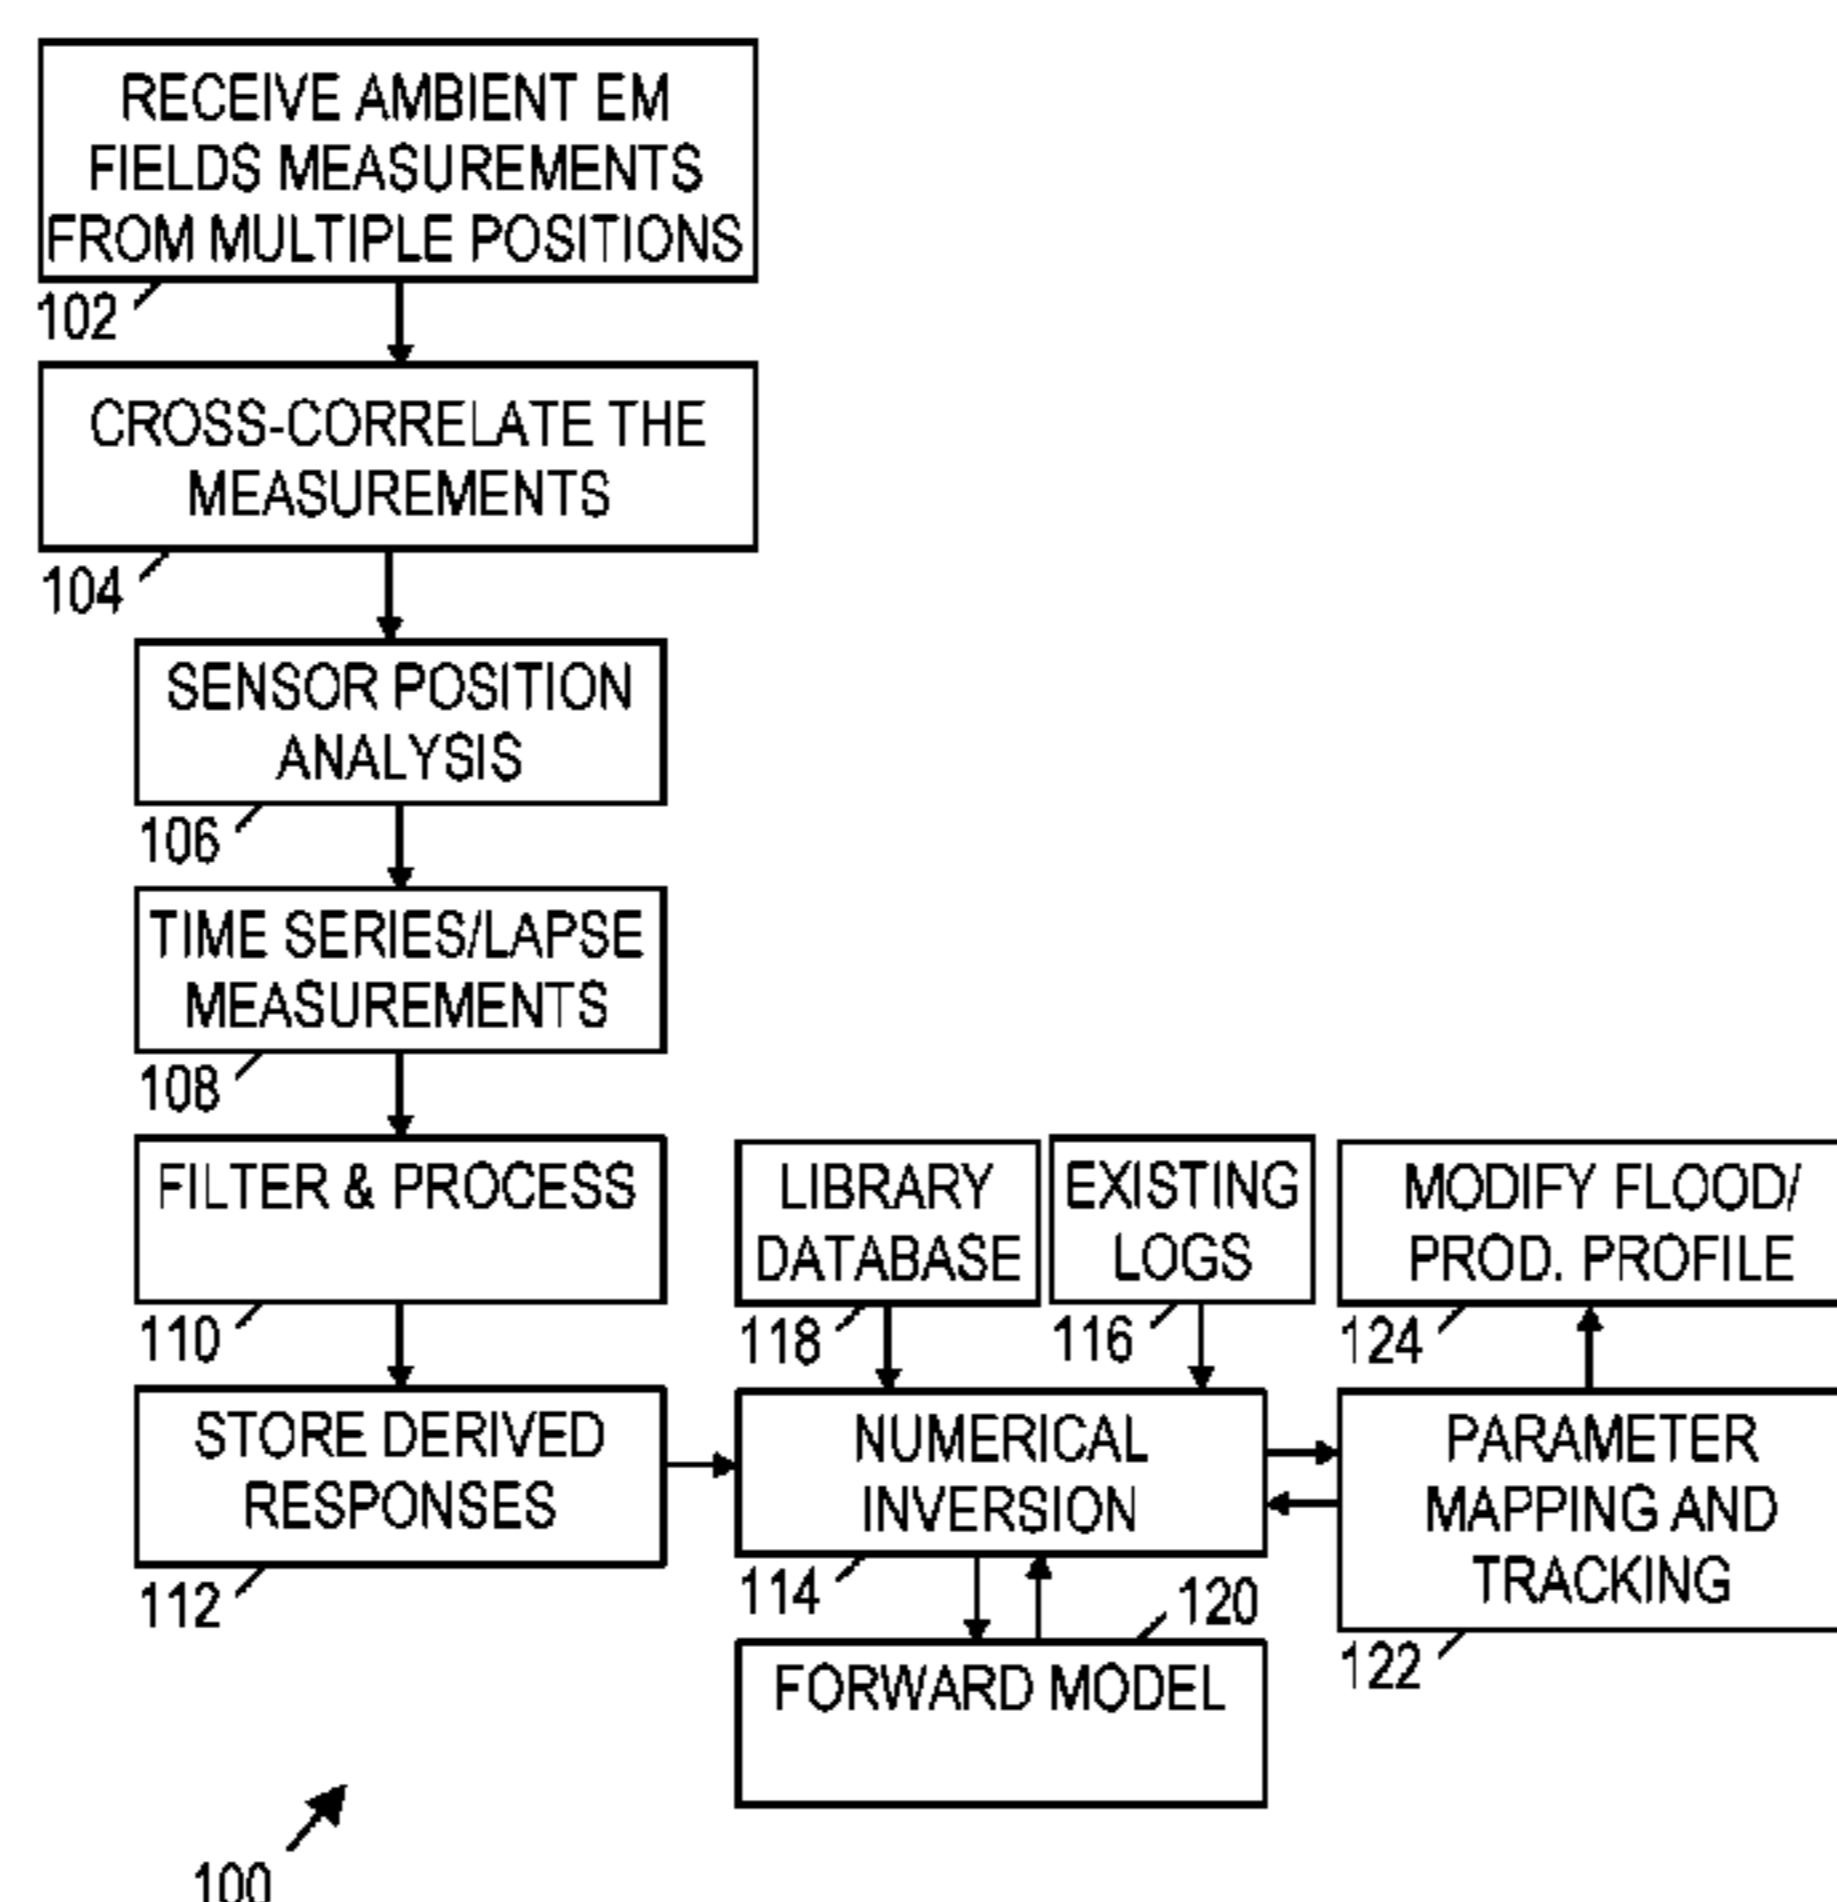 RECEIVE AMBIENT EM
FIELDS MEASUREMENTS
FROM MULTIPLE POSITIONS
102
CROSS-CORRELATE THE
MEASUREMENTS
104
SENSOR POSITION
ANALYSIS
106
TIME SERIES/LAPSE
MEASUREMENTS
108
FILTER & PROCESS
110
STORE DERIVED
RESPONSES
112
LIBRARY
DATABASE
118
EXISTING
LOGS
116
MODIFY FLOOD/
PROD. PROFILE
124
NUMERICAL
INVERSION
114
PARAMETER
MAPPING AND
TRACKING
122
120
FORWARD MODEL
100